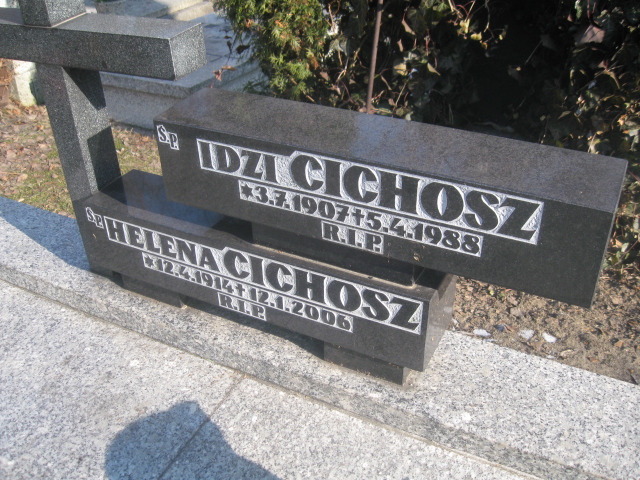 Ś.P.
IDZI CICHOSZ
*3.7.1907†5.4.1988
R.I.P.
Ś.P.
HELENA CICHOSZ
*12.4.1914†12.1.2006
R.I.P.